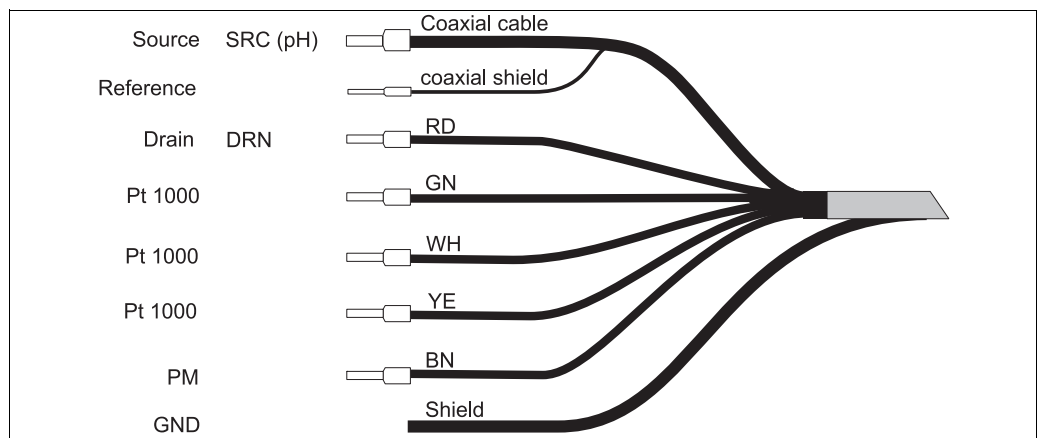 Source SRC (pH) Coaxial cable
Reference coaxial shield
Drain DRN RD
Pt 1000 GN
Pt 1000 WH
Pt 1000 YE
PM BN
GND Shield